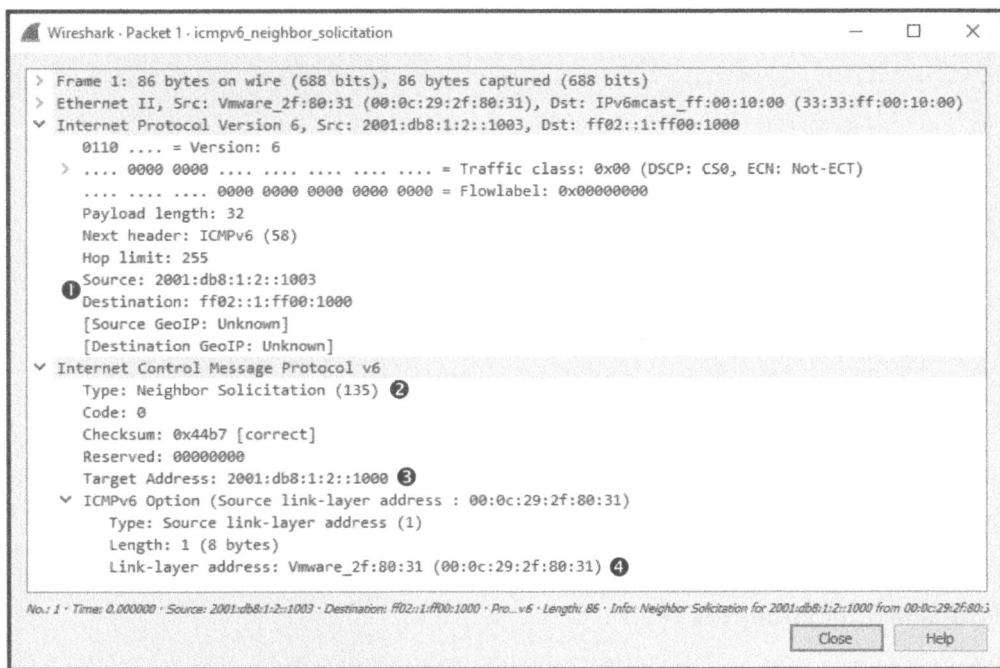 Wireshark · Packet 1 · icmpv6_neighbor_solicitation
> Frame 1: 86 bytes on wire (688 bits), 86 bytes captured (688 bits)
> Ethernet II, Src: Vmware_2f:80:31 (00:0c:29:2f:80:31), Dst: IPv6mcast_ff:00:10:00 (33:33:ff:00:10:00)
Internet Protocol Version 6, Src: 2001:db8:1:2::1003, Dst: ff02::1:ff00:1000
0110 .... = Version: 6
> .... 0000 0000 .... .... .... .... .... = Traffic class: 0x00 (DSCP: CS0, ECN: Not-ECT)
.... .... .... 0000 0000 0000 0000 0000 = Flowlabel: 0x00000000
Payload length: 32
Next header: ICMPv6 (58)
Hop limit: 255
❶ Source: 2001:db8:1:2::1003
Destination: ff02::1:ff00:1000
[Source GeoIP: Unknown]
[Destination GeoIP: Unknown]
Internet Control Message Protocol v6
Type: Neighbor Solicitation (135) ❷
Code: 0
Checksum: 0x44b7 [correct]
Reserved: 00000000
Target Address: 2001:db8:1:2::1000 ❸
ICMPv6 Option (Source link-layer address : 00:0c:29:2f:80:31)
Type: Source link-layer address (1)
Length: 1 (8 bytes)
Link-layer address: Vmware_2f:80:31 (00:0c:29:2f:80:31) ❹
No.: 1 · Time: 0.000000 · Source: 2001:db8:1:2::1003 · Destination: ff02::1:ff00:1000 · Pro...v6 · Length: 86 · Info: Neighbor Solicitation for 2001:db8:1:2::1000 from 00:0c:29:2f:80:3
Close Help